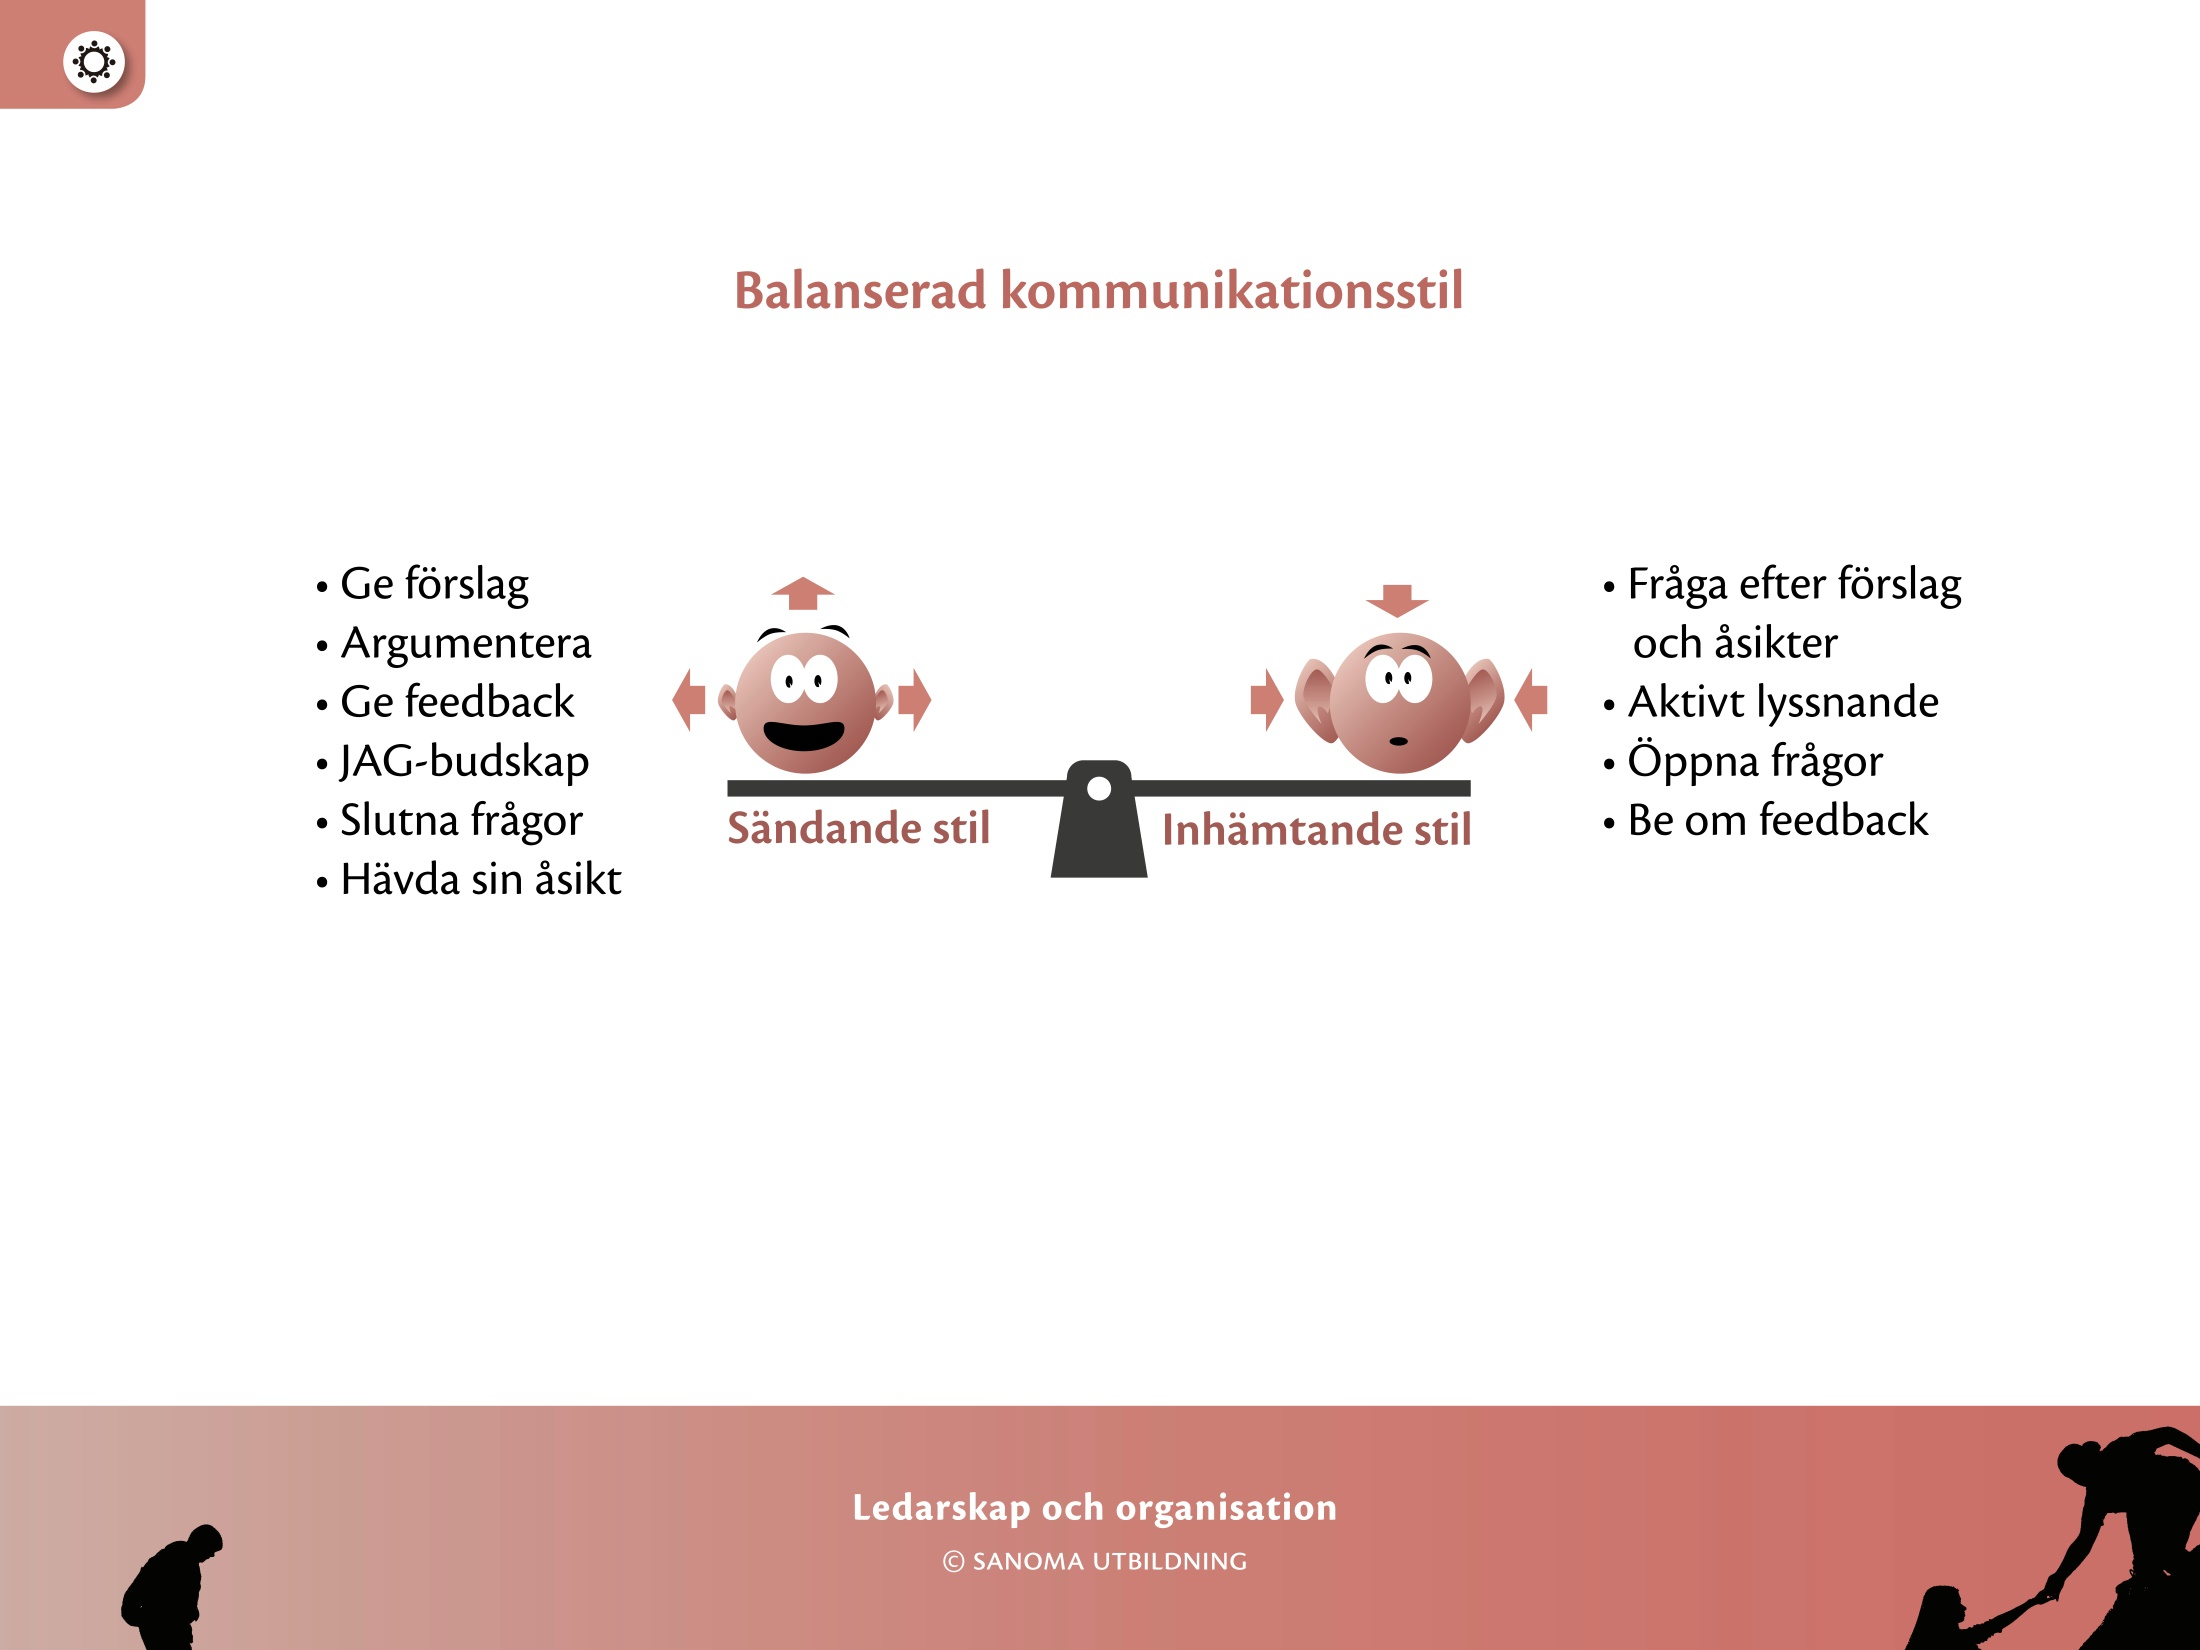 Balanserad kommunikationsstil
• Ge förslag
• Argumentera
• Ge feedback
• JAG-budskap
• Slutna frågor
• Hävda sin åsikt
Sändande stil
Inhämtande stil
• Fråga efter förslag
och åsikter
• Aktivt lyssnande
• Öppna frågor
• Be om feedback
Ledarskap och organisation
© SANOMA UTBILDNING